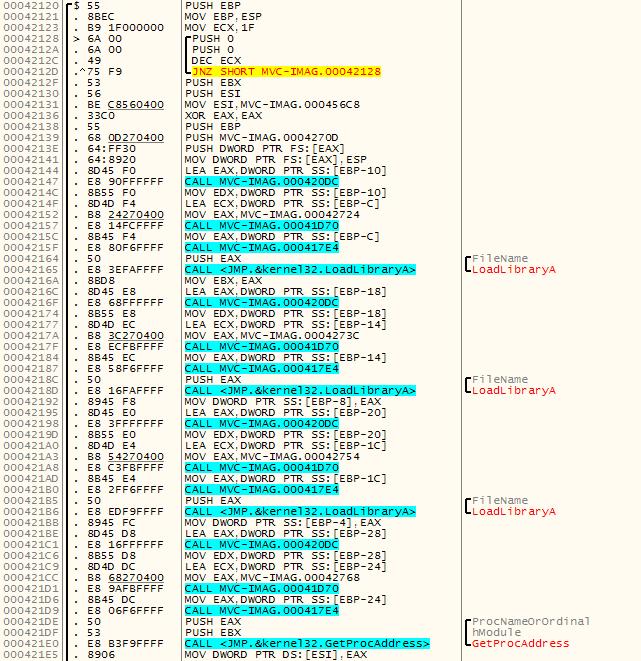 00042120 $ 55 PUSH EBP
00042121 . 8BEC MOV EBP,ESP
00042123 . B9 1F000000 MOV ECX,1F
00042128 > 6A 00 PUSH 0
0004212A . 6A 00 PUSH 0
0004212C . 49 DEC ECX
0004212D .^75 F9 JNZ SHORT MVC-IMAG.00042128
0004212F . 53 PUSH EBX
00042130 . 56 PUSH ESI
00042131 . BE C8560400 MOV ESI,MVC-IMAG.000456C8
00042136 . 33C0 XOR EAX,EAX
00042138 . 55 PUSH EBP
00042139 . 68 0D270400 PUSH MVC-IMAG.0004270D
0004213E . 64:FF30 PUSH DWORD PTR FS:[EAX]
00042141 . 64:8920 MOV DWORD PTR FS:[EAX],ESP
00042144 . 8D45 F0 LEA EAX,DWORD PTR SS:[EBP-10]
00042147 . E8 90FFFFFF CALL MVC-IMAG.000420DC
0004214C . 8B55 F0 MOV EDX,DWORD PTR SS:[EBP-10]
0004214F . 8D4D F4 LEA ECX,DWORD PTR SS:[EBP-C]
00042152 . B8 24270400 MOV EAX,MVC-IMAG.00042724
00042157 . E8 14FCFFFF CALL MVC-IMAG.00041D70
0004215C . 8B45 F4 MOV EAX,DWORD PTR SS:[EBP-C]
0004215F . E8 80F6FFFF CALL MVC-IMAG.000417E4
00042164 . 50 PUSH EAX FileName
00042165 . E8 3EFAFFFF CALL <JMP.&kernel32.LoadLibraryA> LoadLibraryA
0004216A . 8BD8 MOV EBX,EAX
0004216C . 8D45 E8 LEA EAX,DWORD PTR SS:[EBP-18]
0004216F . E8 68FFFFFF CALL MVC-IMAG.000420DC
00042174 . 8B55 E8 MOV EDX,DWORD PTR SS:[EBP-18]
00042177 . 8D4D EC LEA ECX,DWORD PTR SS:[EBP-14]
0004217A . B8 3C270400 MOV EAX,MVC-IMAG.0004273C
0004217F . E8 ECFBFFFF CALL MVC-IMAG.00041D70
00042184 . 8B45 EC MOV EAX,DWORD PTR SS:[EBP-14]
00042187 . E8 58F6FFFF CALL MVC-IMAG.000417E4
0004218C . 50 PUSH EAX FileName
0004218D . E8 16FAFFFF CALL <JMP.&kernel32.LoadLibraryA> LoadLibraryA
00042192 . 8945 F8 MOV DWORD PTR SS:[EBP-8],EAX
00042195 . 8D45 E0 LEA EAX,DWORD PTR SS:[EBP-20]
00042198 . E8 3FFFFFFF CALL MVC-IMAG.000420DC
0004219D . 8B55 E0 MOV EDX,DWORD PTR SS:[EBP-20]
000421A0 . 8D4D E4 LEA ECX,DWORD PTR SS:[EBP-1C]
000421A3 . B8 54270400 MOV EAX,MVC-IMAG.00042754
000421A8 . E8 C3FBFFFF CALL MVC-IMAG.00041D70
000421AD . 8B45 E4 MOV EAX,DWORD PTR SS:[EBP-1C]
000421B0 . E8 2FF6FFFF CALL MVC-IMAG.000417E4
000421B5 . 50 PUSH EAX FileName
000421B6 . E8 EDF9FFFF CALL <JMP.&kernel32.LoadLibraryA> LoadLibraryA
000421BB . 8945 FC MOV DWORD PTR SS:[EBP-4],EAX
000421BE . 8D45 D8 LEA EAX,DWORD PTR SS:[EBP-28]
000421C1 . E8 16FFFFFF CALL MVC-IMAG.000420DC
000421C6 . 8B55 D8 MOV EDX,DWORD PTR SS:[EBP-28]
000421C9 . 8D4D DC LEA ECX,DWORD PTR SS:[EBP-24]
000421CC . B8 68270400 MOV EAX,MVC-IMAG.00042768
000421D1 . E8 9AFBFFFF CALL MVC-IMAG.00041D70
000421D6 . 8B45 DC MOV EAX,DWORD PTR SS:[EBP-24]
000421D9 . E8 06F6FFFF CALL MVC-IMAG.000417E4
000421DE . 50 PUSH EAX ProcNameOrOrdinal
000421DF . 53 PUSH EBX hModule
000421E0 . E8 B3F9FFFF CALL <JMP.&kernel32.GetProcAddress> GetProcAddress
000421E5 . 8906 MOV DWORD PTR DS:[ESI],EAX